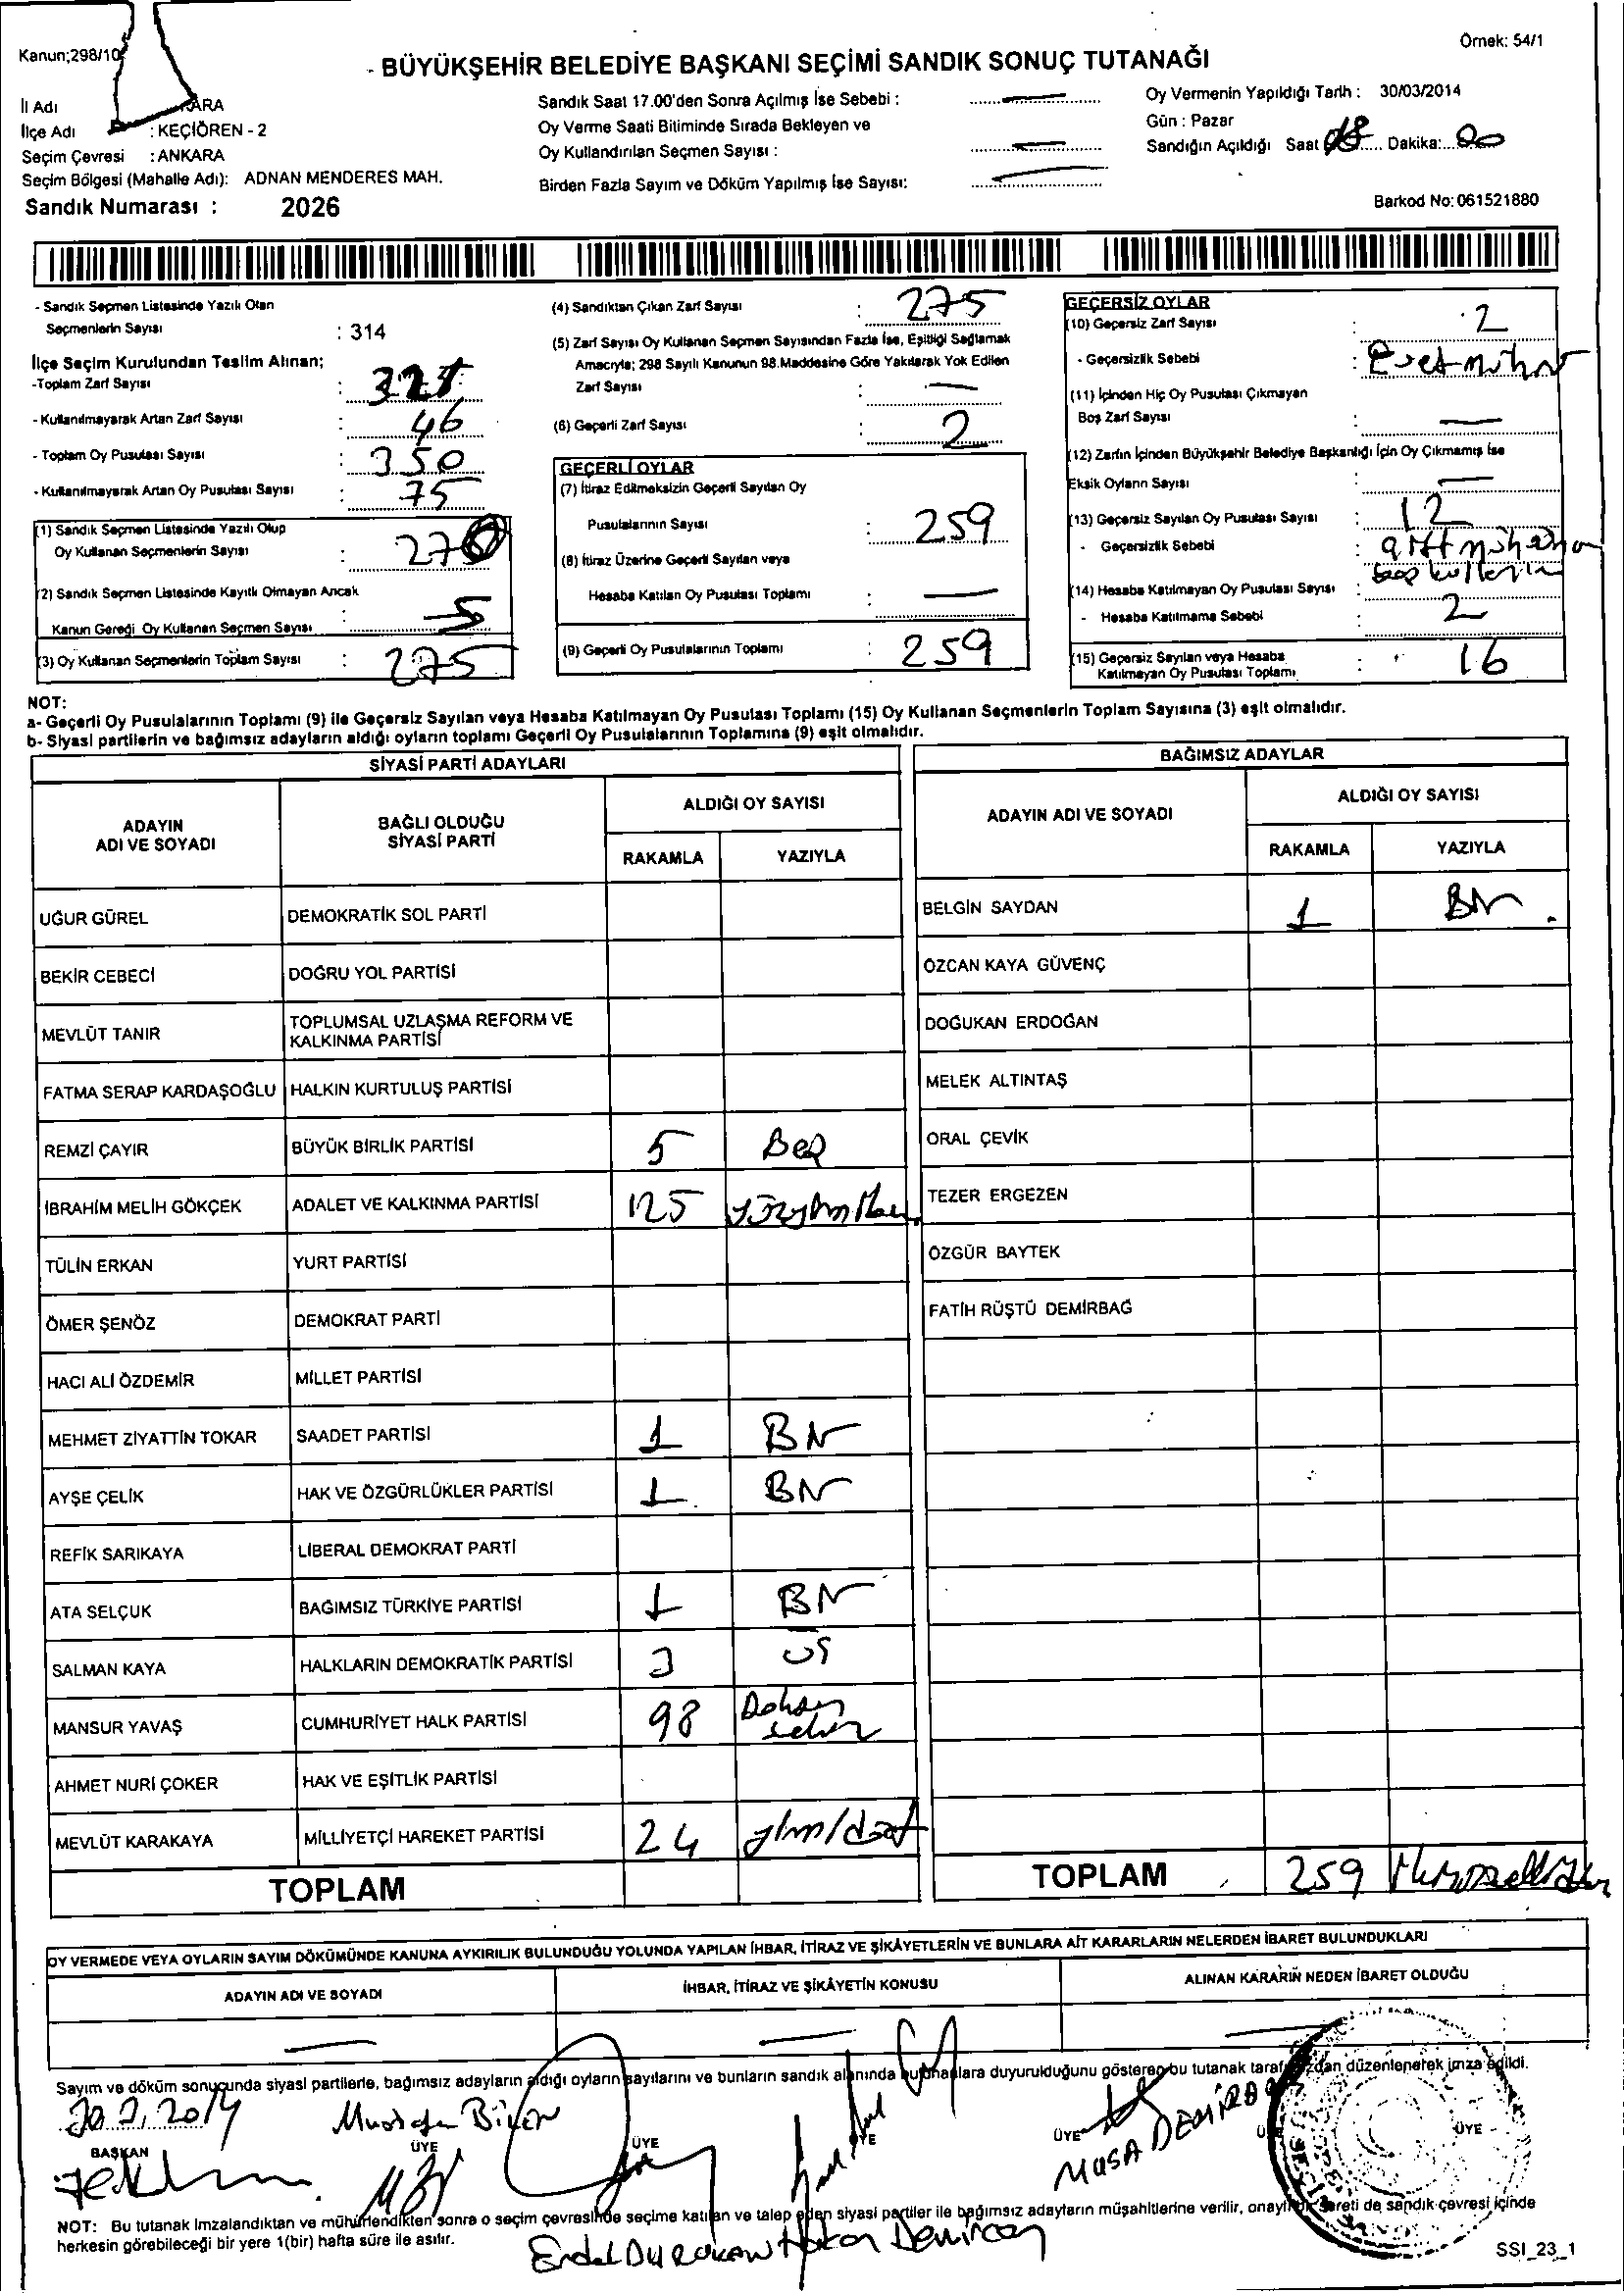 Kanun;298/10
Örnek: 54/1
- BÜYÜKŞEHİR BELEDİYE BAŞKANI SEÇİMİ SANDIK SONUÇ TUTANAĞI
İl Adı ARA
İlçe Adı : KEÇİÖREN - 2
Seçim Çevresi : ANKARA
Seçim Bölgesi (Mahalle Adı): ADNAN MENDERES MAH.
Sandık Numarası : 2026
Sandık Saat 17.00'den Sonra Açılmış İse Sebebi : —
Oy Verme Saati Bitiminde Sırada Bekleyen ve
Oy Kullandırılan Seçmen Sayısı : —
Birden Fazla Sayım ve Döküm Yapılmış İse Sayısı: —
Oy Vermenin Yapıldığı Tarih : 30/03/2014
Gün : Pazar
Sandığın Açıldığı Saat 08 Dakika: 00
Barkod No: 061521880
- Sandık Seçmen Listesinde Yazılı Olan
Seçmenlerin Sayısı : 314
İlçe Seçim Kurulundan Teslim Alınan;
-Toplam Zarf Sayısı : 321
- Kullanılmayarak Artan Zarf Sayısı : 46
- Toplam Oy Pusulası Sayısı : 350
- Kullanılmayarak Artan Oy Pusulası Sayısı : 75
(1) Sandık Seçmen Listesinde Yazılı Olup
Oy Kullanan Seçmenlerin Sayısı : 270
(2) Sandık Seçmen Listesinde Kayıtlı Olmayan Ancak
Kanun Gereği Oy Kullanan Seçmen Sayısı : 5
(3) Oy Kullanan Seçmenlerin Toplam Sayısı : 275
(4) Sandıktan Çıkan Zarf Sayısı : 275
(5) Zarf Sayısı Oy Kullanan Seçmen Sayısından Fazla İse, Eşitliği Sağlamak
Amacıyla; 298 Sayılı Kanunun 98.Maddesine Göre Yakılarak Yok Edilen
Zarf Sayısı : —
(6) Geçerli Zarf Sayısı : 2
GEÇERLİ OYLAR
(7) İtiraz Edilmeksizin Geçerli Sayılan Oy
Pusulalarının Sayısı : 259
(8) İtiraz Üzerine Geçerli Sayılan veya
Hesaba Katılan Oy Pusulası Toplamı : —
(9) Geçerli Oy Pusulalarının Toplamı : 259
GEÇERSİZ OYLAR
(10) Geçersiz Zarf Sayısı : 2
- Geçersizlik Sebebi : Evet mühür
(11) İçinden Hiç Oy Pusulası Çıkmayan
Boş Zarf Sayısı : —
(12) Zarfın İçinden Büyükşehir Belediye Başkanlığı İçin Oy Çıkmamış İse
Eksik Oyların Sayısı : —
(13) Geçersiz Sayılan Oy Pusulası Sayısı : 12
- Geçersizlik Sebebi :
(14) Hesaba Katılmayan Oy Pusulası Sayısı :
- Hesaba Katılmama Sebebi 2
(15) Geçersiz Sayılan veya Hesaba
Katılmayan Oy Pusulası Toplamı : 16
NOT:
a- Geçerli Oy Pusulalarının Toplamı (9) ile Geçersiz Sayılan veya Hesaba Katılmayan Oy Pusulası Toplamı (15) Oy Kullanan Seçmenlerin Toplam Sayısına (3) eşit olmalıdır.
b- Siyasi partilerin ve bağımsız adayların aldığı oyların toplamı Geçerli Oy Pusulalarının Toplamına (9) eşit olmalıdır.
SİYASİ PARTİ ADAYLARI
ADAYIN ADI VE SOYADI BAĞLI OLDUĞU SİYASİ PARTİ ALDIĞI OY SAYISI
RAKAMLA YAZIYLA
UĞUR GÜREL DEMOKRATİK SOL PARTİ
BEKİR CEBECİ DOĞRU YOL PARTİSİ
MEVLÜT TANIR TOPLUMSAL UZLAŞMA REFORM VE KALKINMA PARTİSİ
FATMA SERAP KARDAŞOĞLU HALKIN KURTULUŞ PARTİSİ
REMZİ ÇAYIR BÜYÜK BİRLİK PARTİSİ 5 Beş
İBRAHİM MELİH GÖKÇEK ADALET VE KALKINMA PARTİSİ 125
TÜLİN ERKAN YURT PARTİSİ
ÖMER ŞENÖZ DEMOKRAT PARTİ
HACI ALİ ÖZDEMİR MİLLET PARTİSİ
MEHMET ZİYATTİN TOKAR SAADET PARTİSİ 1 Bir
AYŞE ÇELİK HAK VE ÖZGÜRLÜKLER PARTİSİ 1 Bir
REFİK SARIKAYA LİBERAL DEMOKRAT PARTİ
ATA SELÇUK BAĞIMSIZ TÜRKİYE PARTİSİ 1 Bir
SALMAN KAYA HALKLARIN DEMOKRATİK PARTİSİ 3 üş
MANSUR YAVAŞ CUMHURİYET HALK PARTİSİ 98 Doksan sekiz
AHMET NURİ ÇOKER HAK VE EŞİTLİK PARTİSİ
MEVLÜT KARAKAYA MİLLİYETÇİ HAREKET PARTİSİ 24
TOPLAM
BAĞIMSIZ ADAYLAR
ADAYIN ADI VE SOYADI ALDIĞI OY SAYISI
RAKAMLA YAZIYLA
BELGİN SAYDAN 1 Bir
ÖZCAN KAYA GÜVENÇ
DOĞUKAN ERDOĞAN
MELEK ALTINTAŞ
ORAL ÇEVİK
TEZER ERGEZEN
ÖZGÜR BAYTEK
FATİH RÜŞTÜ DEMİRBAĞ
TOPLAM 259
OY VERMEDE VEYA OYLARIN SAYIM DÖKÜMÜNDE KANUNA AYKIRILIK BULUNDUĞU YOLUNDA YAPILAN İHBAR, İTİRAZ VE ŞİKÂYETLERİN VE BUNLARA AİT KARARLARIN NELERDEN İBARET BULUNDUKLARI
ADAYIN ADI VE SOYADI İHBAR, İTİRAZ VE ŞİKÂYETİN KONUSU ALINAN KARARIN NEDEN İBARET OLDUĞU
— — —
Sayım ve döküm sonucunda siyasi partilerle, bağımsız adayların aldığı oyların sayılarını ve bunların sandık alanında bulunanlara duyurulduğunu gösteren bu tutanak tarafımızdan düzenlenerek imza edildi.
30.3.2014
BAŞKAN ÜYE ÜYE ÜYE ÜYE ÜYE
MUSA DEMİR
NOT: Bu tutanak imzalandıktan ve mühürlendikten sonra o seçim çevresinde seçime katılan ve talep eden siyasi partiler ile bağımsız adayların müşahitlerine verilir, onaylı bir sureti de sandık çevresi içinde
herkesin görebileceği bir yere 1(bir) hafta süre ile asılır.
Erdal DURUKAN Hakan Demircan
SSI_23_1